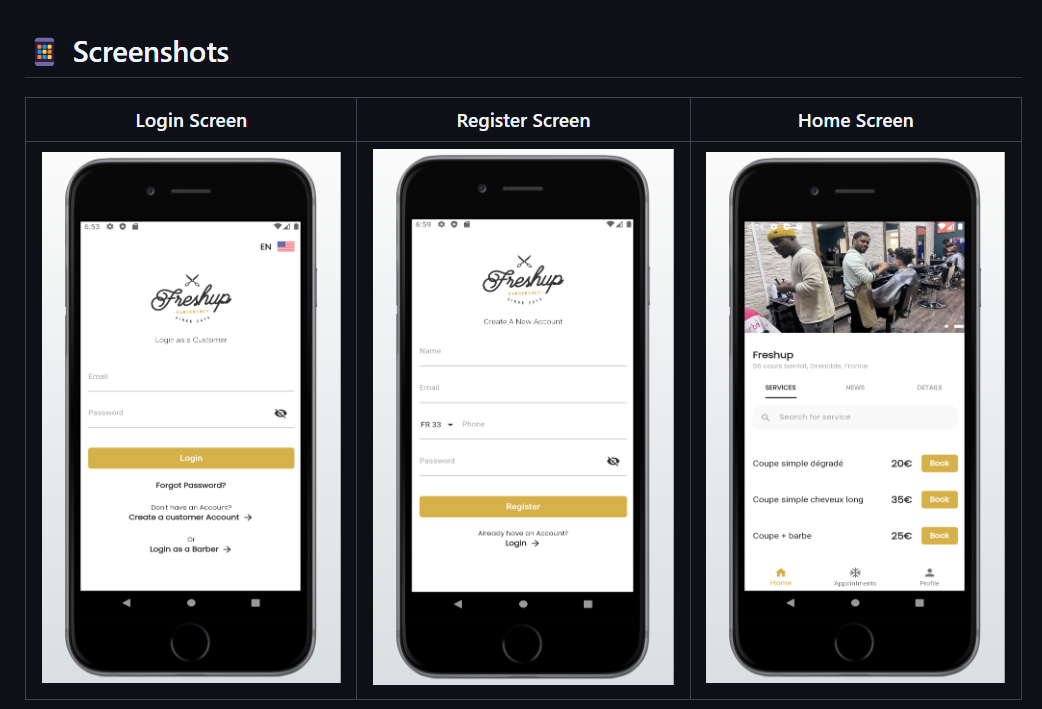 Screenshots
Login Screen
Register Screen
Home Screen
6:53
EN
Freshup
BARBERSHOP
SINCE 2015
Login as a Customer
Email
Password
Login
Forgot Password?
Don't have an Account?
Create a customer Account →
Or
Login as a Barber →
6:59
Freshup
BARBERSHOP
Create A New Account
Name
Email
FR 33 Phone
Password
Register
Already have an Account?
Login →
Freshup
56 cours berriat, Grenoble, France
SERVICES NEWS DETAILS
Search for service
Coupe simple dégradé 20€ Book
Coupe simple cheveux long 35€ Book
Coupe + barbe 25€ Book
Home Appointments Profile